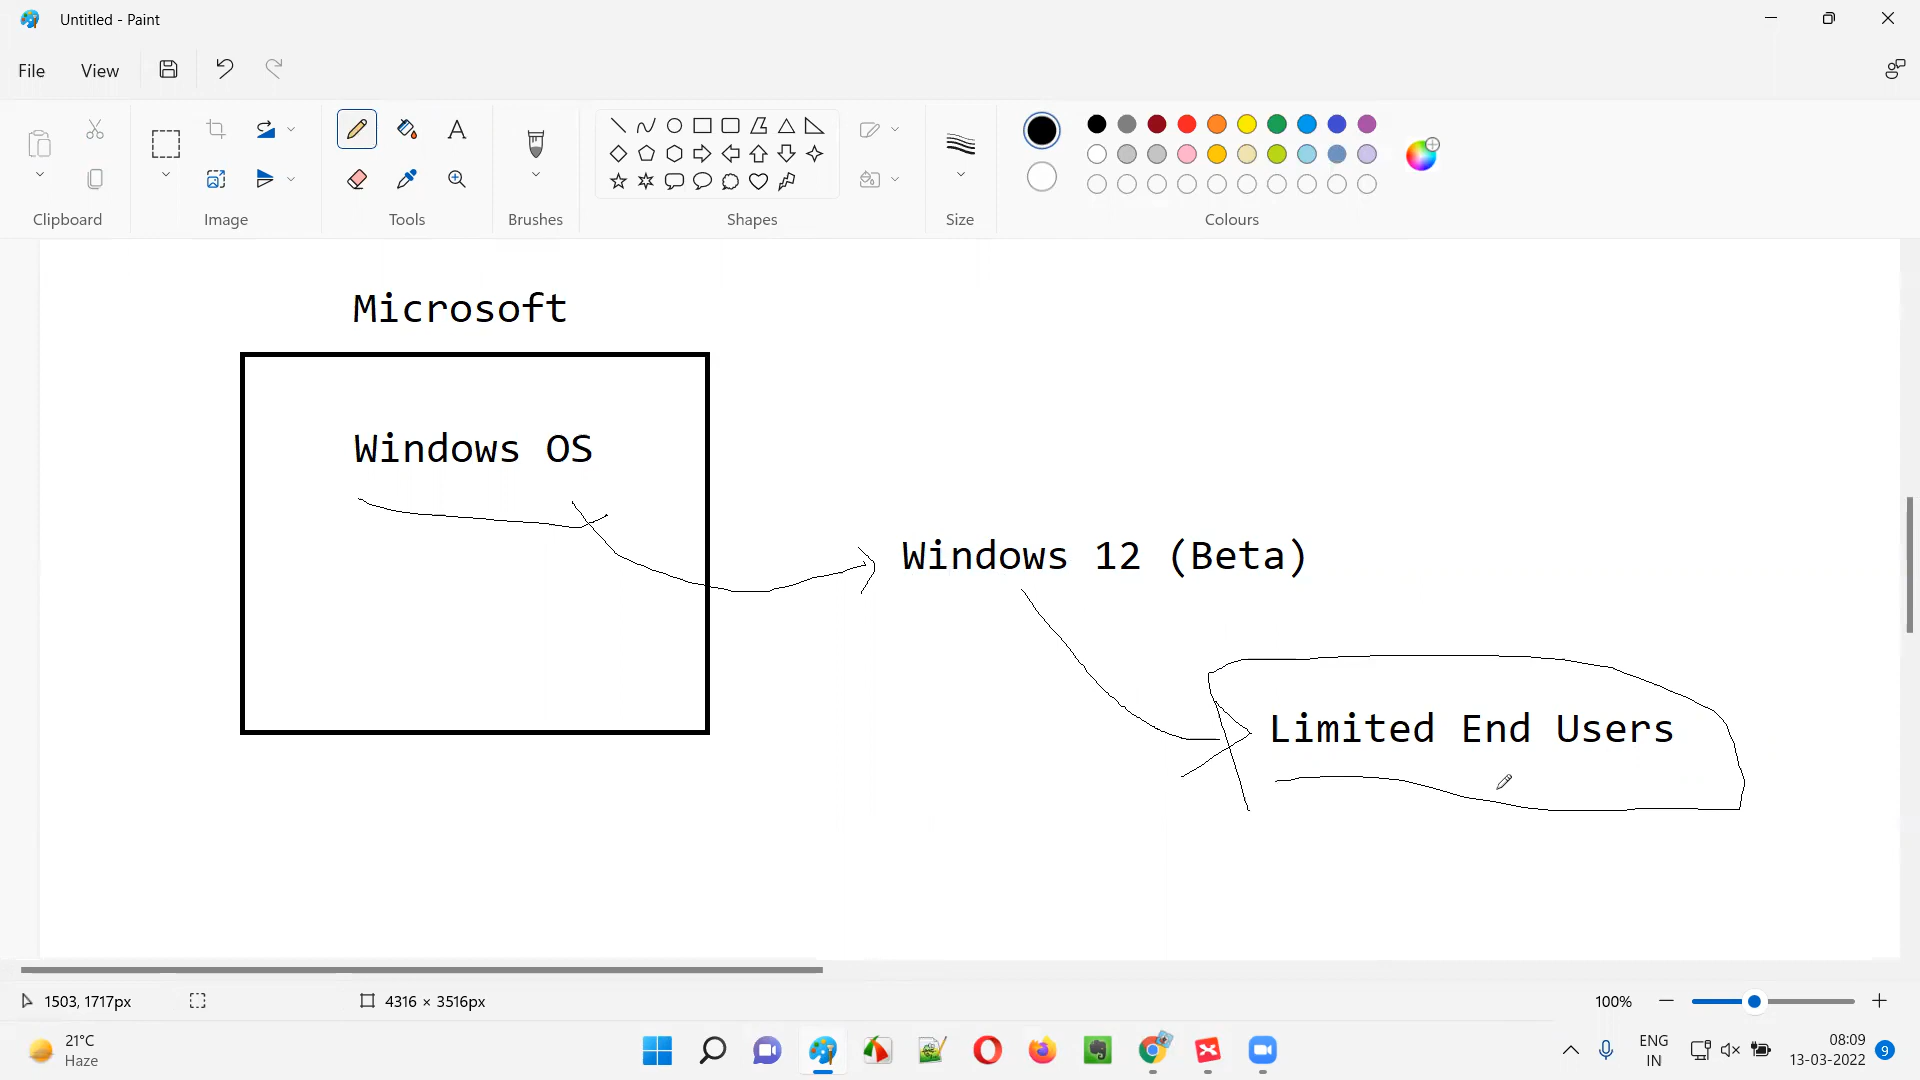 Untitled - Paint
File View
Clipboard Image Tools Brushes Shapes Size Colours
Microsoft
Windows OS
Windows 12 (Beta)
Limited End Users
1503, 1717px 4316 × 3516px 100%
21°C
Haze
ENG
IN
08:09
13-03-2022
9